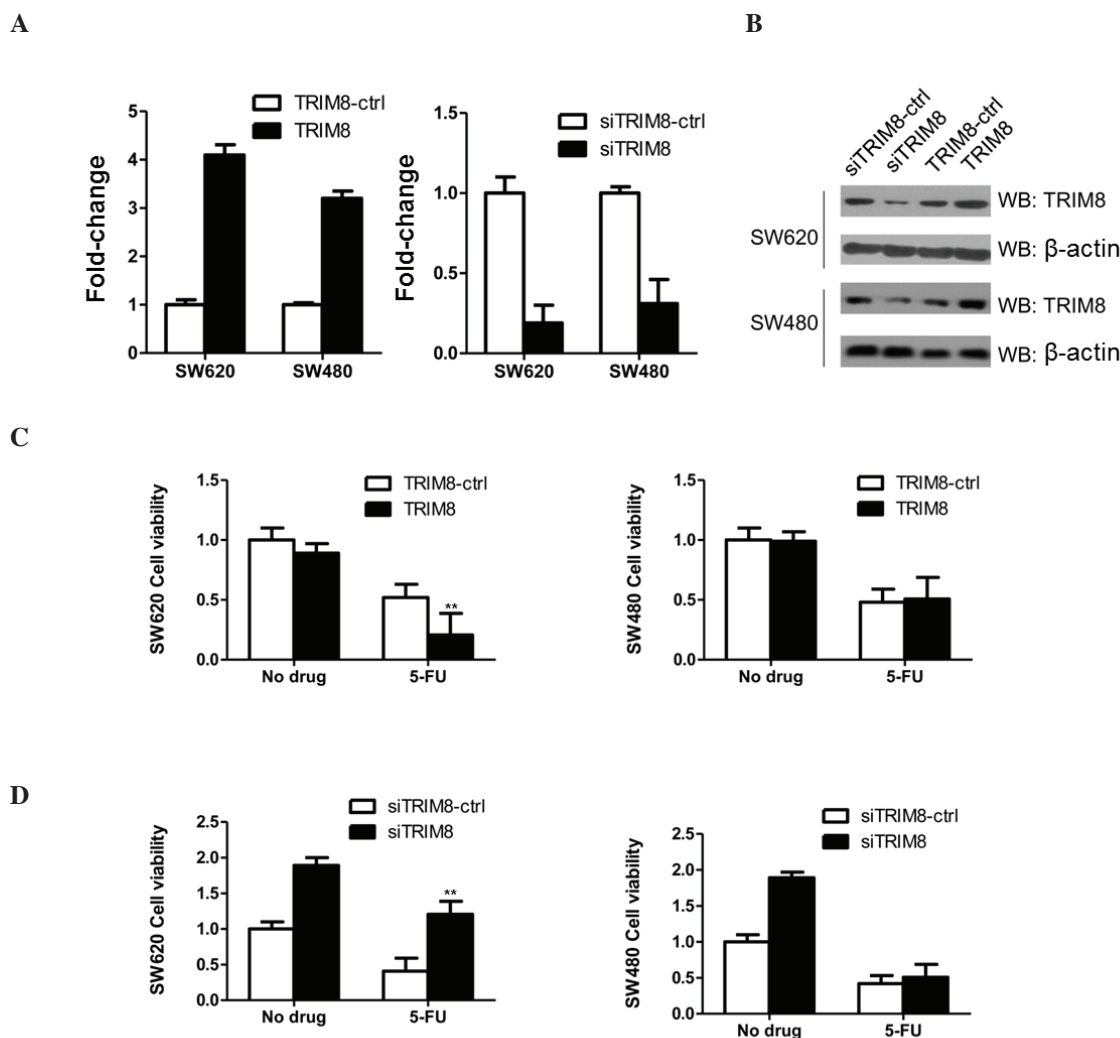 A
B
Fold-change
5
4
3
2
1
0
TRIM8-ctrl
TRIM8
SW620
SW480
Fold-change
1.5
1.0
0.5
0.0
siTRIM8-ctrl
siTRIM8
SW620
SW480
siTRIM8-ctrl
siTRIM8
TRIM8-ctrl
TRIM8
SW620
WB: TRIM8
WB: β-actin
SW480
WB: TRIM8
WB: β-actin
C
SW620 Cell viability
1.5
1.0
0.5
0.0
TRIM8-ctrl
TRIM8
**
No drug
5-FU
SW480 Cell viability
1.5
1.0
0.5
0.0
TRIM8-ctrl
TRIM8
No drug
5-FU
D
SW620 Cell viability
2.5
2.0
1.5
1.0
0.5
0.0
siTRIM8-ctrl
siTRIM8
**
No drug
5-FU
SW480 Cell viability
2.5
2.0
1.5
1.0
0.5
0.0
siTRIM8-ctrl
siTRIM8
No drug
5-FU